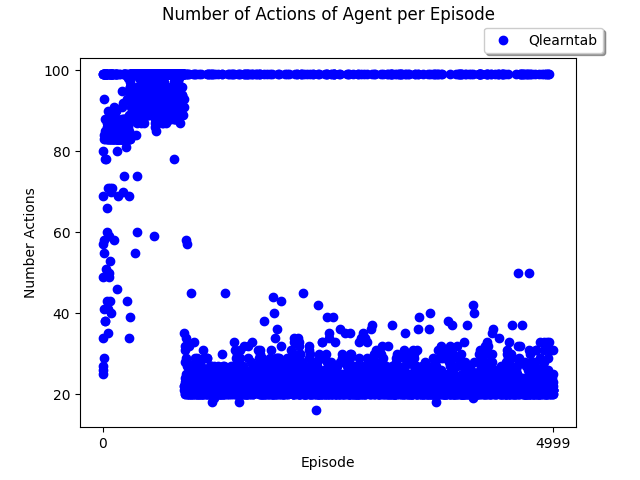 Number of Actions of Agent per Episode
Qlearntab
100
80
60
40
20
Number Actions
0
4999
Episode